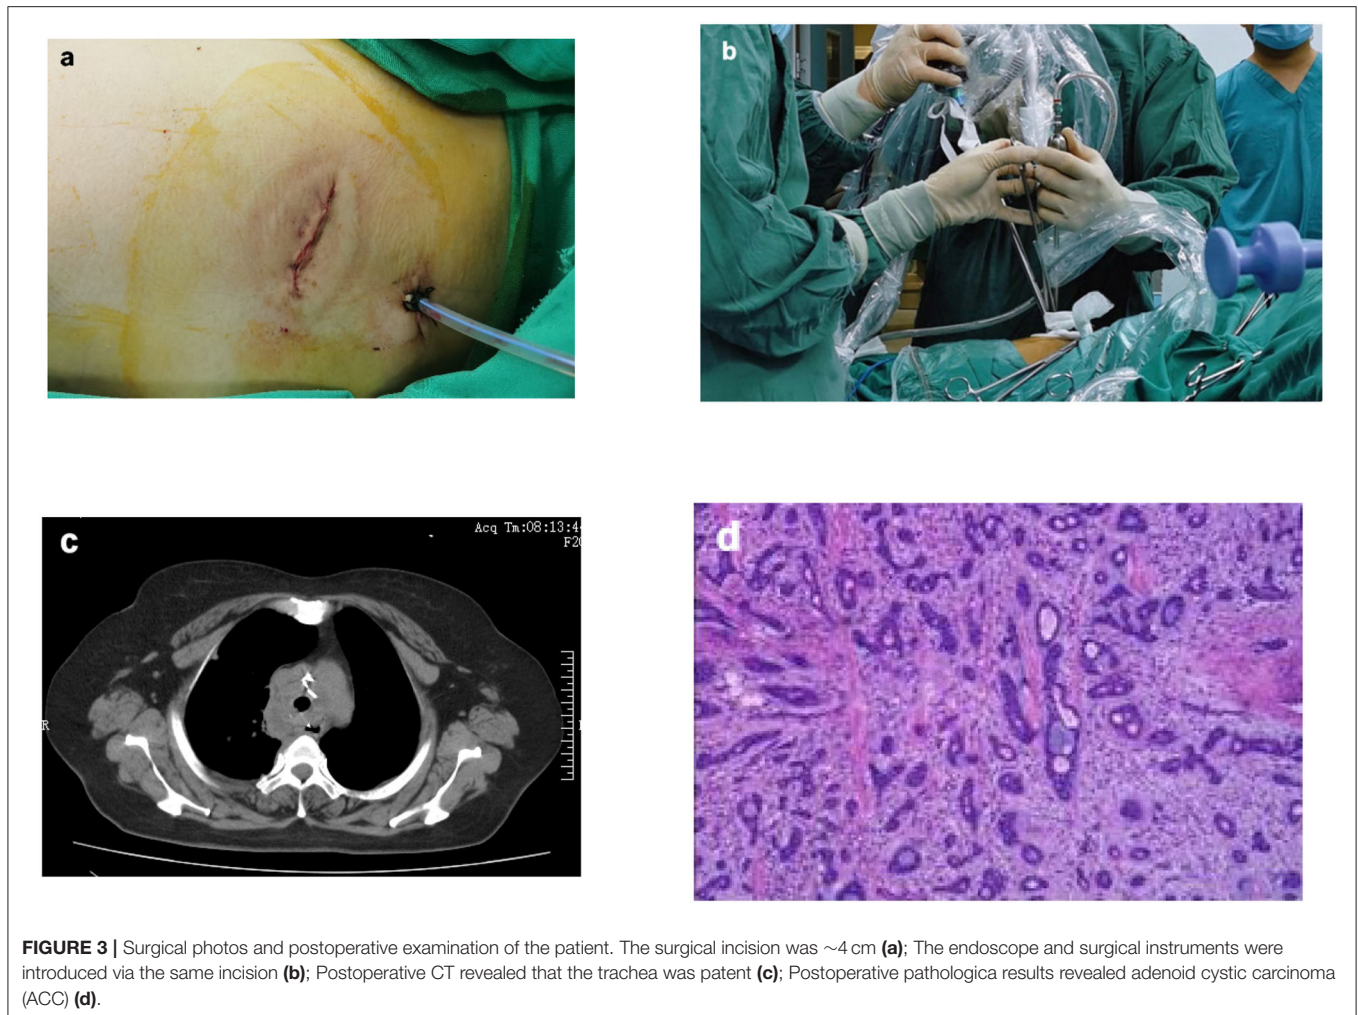 a
b
c
Acq Tm:08:13:4
F20
R
d
FIGURE 3 | Surgical photos and postoperative examination of the patient. The surgical incision was ∼4 cm (a); The endoscope and surgical instruments were
introduced via the same incision (b); Postoperative CT revealed that the trachea was patent (c); Postoperative pathologica results revealed adenoid cystic carcinoma
(ACC) (d).